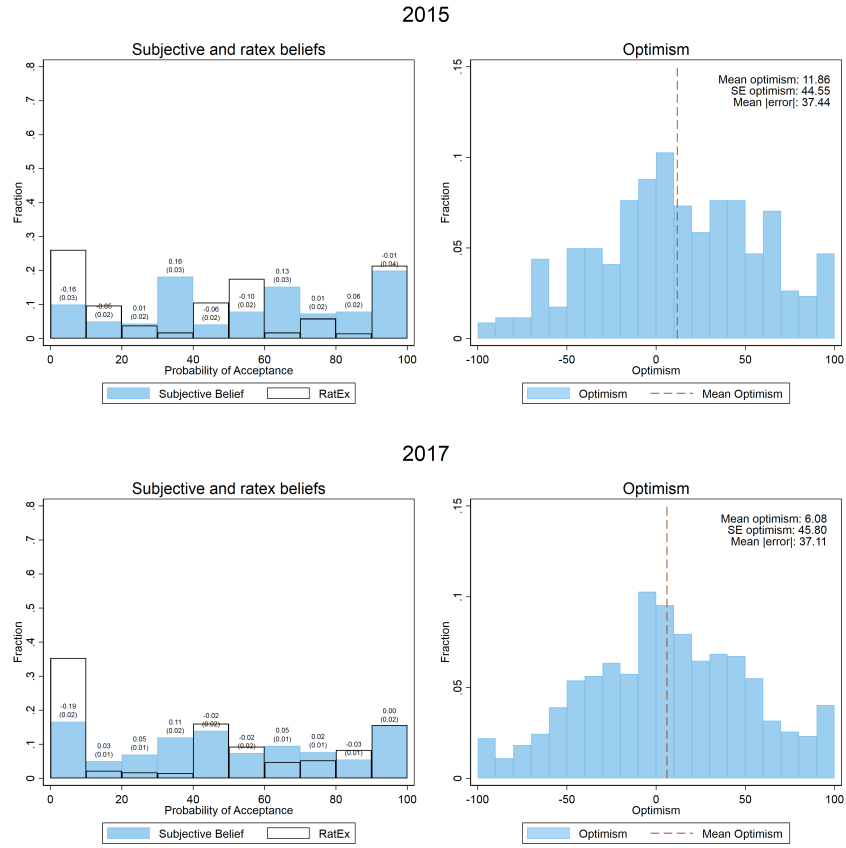 2015
Subjective and ratex beliefs
Fraction
0
.1
.2
.3
.4
.5
.6
.7
.8
-0.16
(0.03)
-0.05
(0.02)
0.01
(0.02)
0.16
(0.03)
-0.06
(0.02)
-0.10
(0.02)
0.13
(0.03)
0.01
(0.02)
0.06
(0.02)
-0.01
(0.04)
0 20 40 60 80 100
Probability of Acceptance
Subjective Belief RatEx
Optimism
Mean optimism: 11.86
SE optimism: 44.55
Mean |error|: 37.44
Fraction
0
.05
.1
.15
-100 -50 0 50 100
Optimism
Optimism Mean Optimism
2017
Subjective and ratex beliefs
Fraction
0
.1
.2
.3
.4
.5
.6
.7
.8
-0.19
(0.02)
0.03
(0.01)
0.05
(0.01)
0.11
(0.02)
-0.02
(0.02)
-0.02
(0.02)
0.05
(0.01)
0.02
(0.01)
-0.03
(0.01)
0.00
(0.02)
0 20 40 60 80 100
Probability of Acceptance
Subjective Belief RatEx
Optimism
Mean optimism: 6.08
SE optimism: 45.80
Mean |error|: 37.11
Fraction
0
.05
.1
.15
-100 -50 0 50 100
Optimism
Optimism Mean Optimism